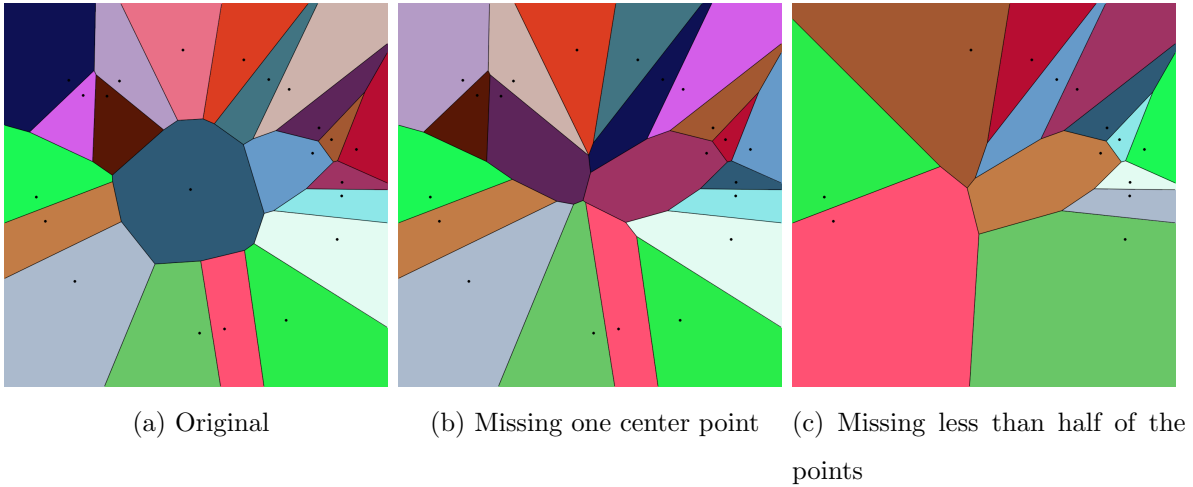 (a) Original
(b) Missing one center point
(c) Missing less than half of the
points